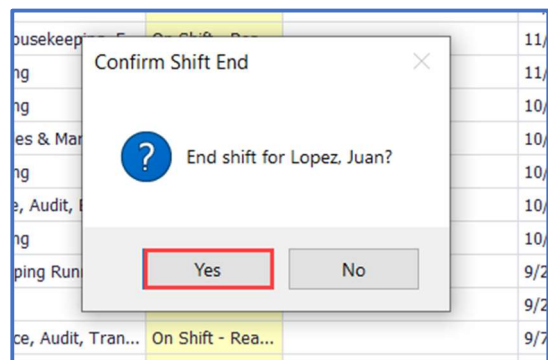 ousekeeping, F... On Shift - Rea... 11/
Confirm Shift End
ng 11/
ng 10/
es & Mar 10/
End shift for Lopez, Juan?
ng 10/
e, Audit, 10/
ng 10/
ping Run 9/2
Yes No
9/2
ce, Audit, Tran... On Shift - Rea... 9/7